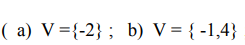 ( a) V ={-2} ; b) V = { -1,4}